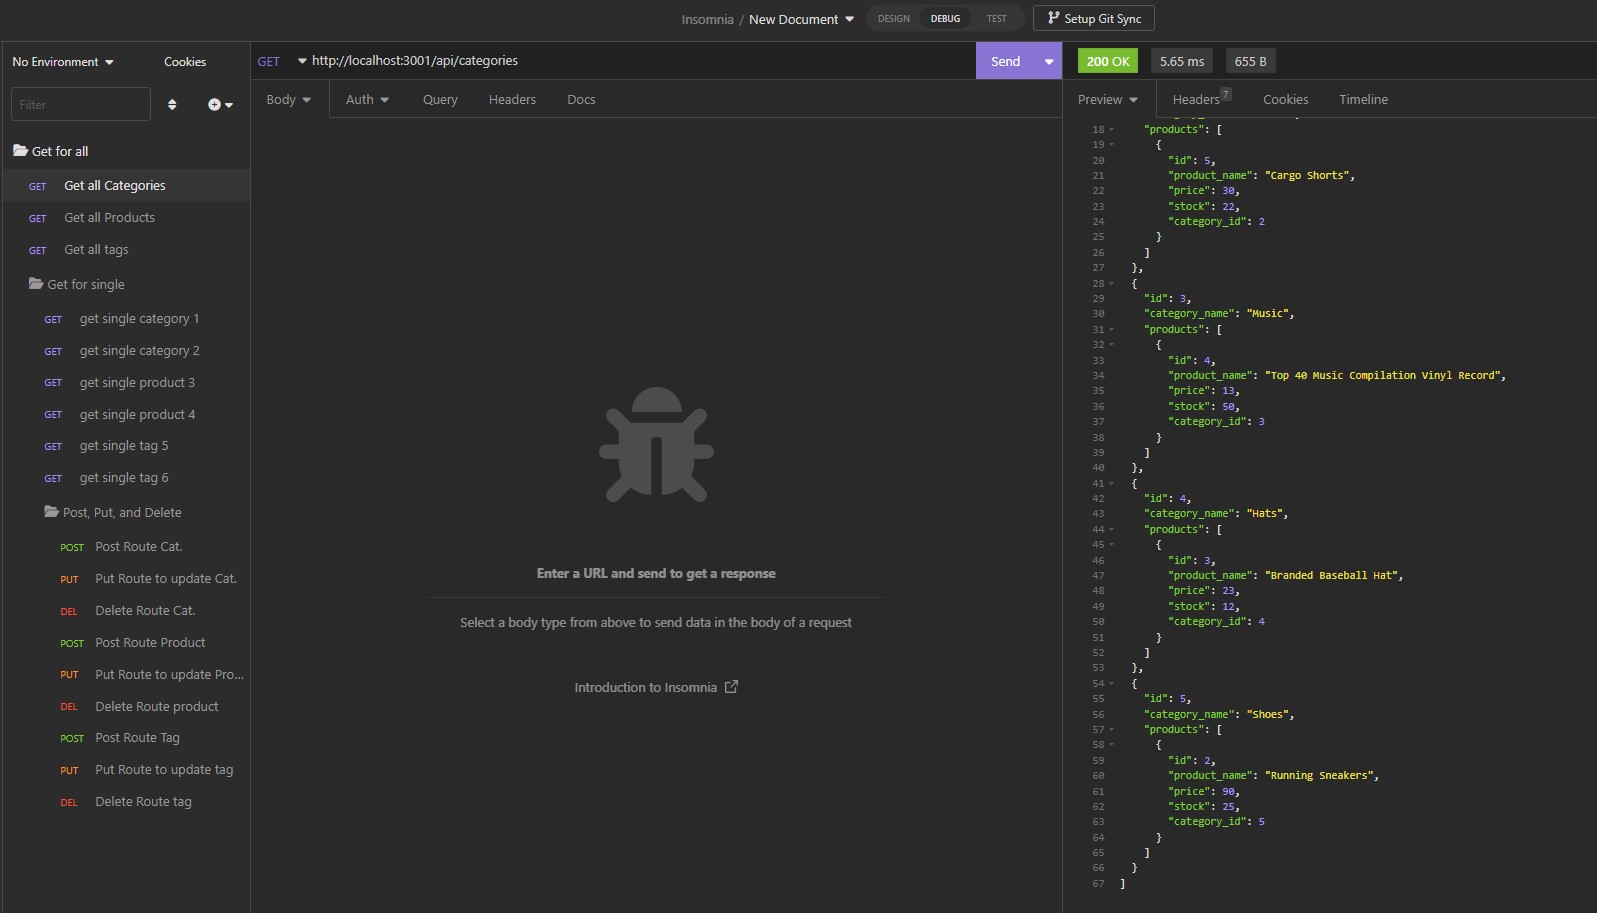 Insomnia / New Document
DESIGN
DEBUG
TEST
Setup Git Sync
No Environment
Cookies
Filter
Get for all
GET Get all Categories
GET Get all Products
GET Get all tags
Get for single
GET get single category 1
GET get single category 2
GET get single product 3
GET get single product 4
GET get single tag 5
GET get single tag 6
Post, Put, and Delete
POST Post Route Cat.
PUT Put Route to update Cat.
DEL Delete Route Cat.
POST Post Route Product
PUT Put Route to update Pro...
DEL Delete Route product
POST Post Route Tag
PUT Put Route to update tag
DEL Delete Route tag
GET http://localhost:3001/api/categories
Send
Body
Auth
Query
Headers
Docs
Enter a URL and send to get a response
Select a body type from above to send data in the body of a request
Introduction to Insomnia
200 OK
5.65 ms
655 B
Preview
Headers 7
Cookies
Timeline
18 "products": [
19 {
20 "id": 5,
21 "product_name": "Cargo Shorts",
22 "price": 30,
23 "stock": 22,
24 "category_id": 2
25 }
26 ]
27 },
28 {
29 "id": 3,
30 "category_name": "Music",
31 "products": [
32 {
33 "id": 4,
34 "product_name": "Top 40 Music Compilation Vinyl Record",
35 "price": 13,
36 "stock": 50,
37 "category_id": 3
38 }
39 ]
40 },
41 {
42 "id": 4,
43 "category_name": "Hats",
44 "products": [
45 {
46 "id": 3,
47 "product_name": "Branded Baseball Hat",
48 "price": 23,
49 "stock": 12,
50 "category_id": 4
51 }
52 ]
53 },
54 {
55 "id": 5,
56 "category_name": "Shoes",
57 "products": [
58 {
59 "id": 2,
60 "product_name": "Running Sneakers",
61 "price": 90,
62 "stock": 25,
63 "category_id": 5
64 }
65 ]
66 }
67 ]